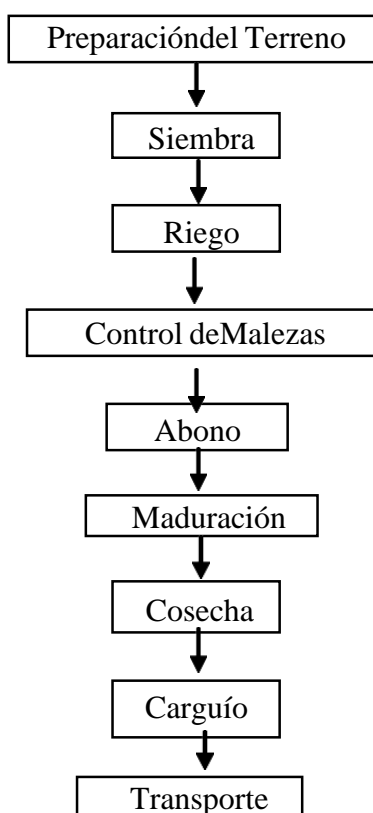 Preparacióndel Terreno
Siembra
Riego
Control deMalezas
Abono
Maduración
Cosecha
Carguío
Transporte